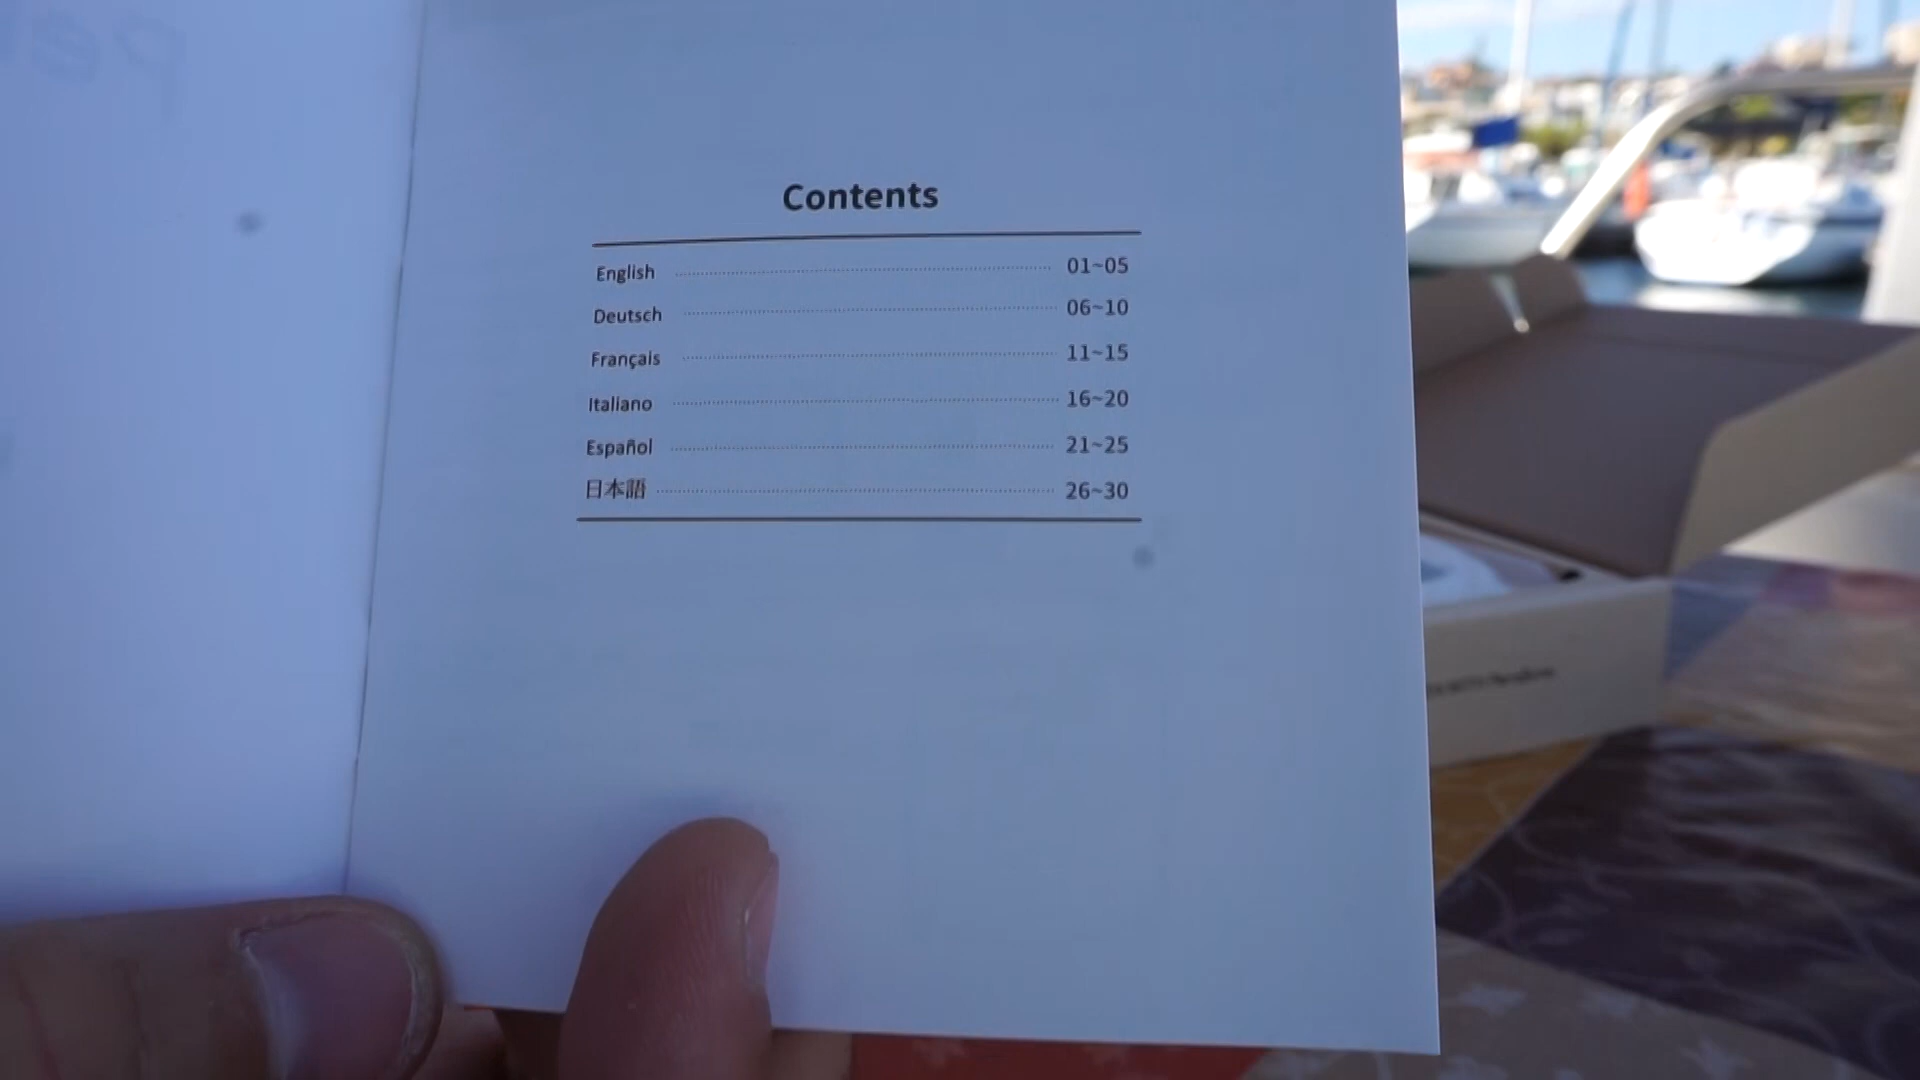 Contents
English 01~05
Deutsch 06~10
Français 11~15
Italiano 16~20
Español 21~25
日本語 26~30